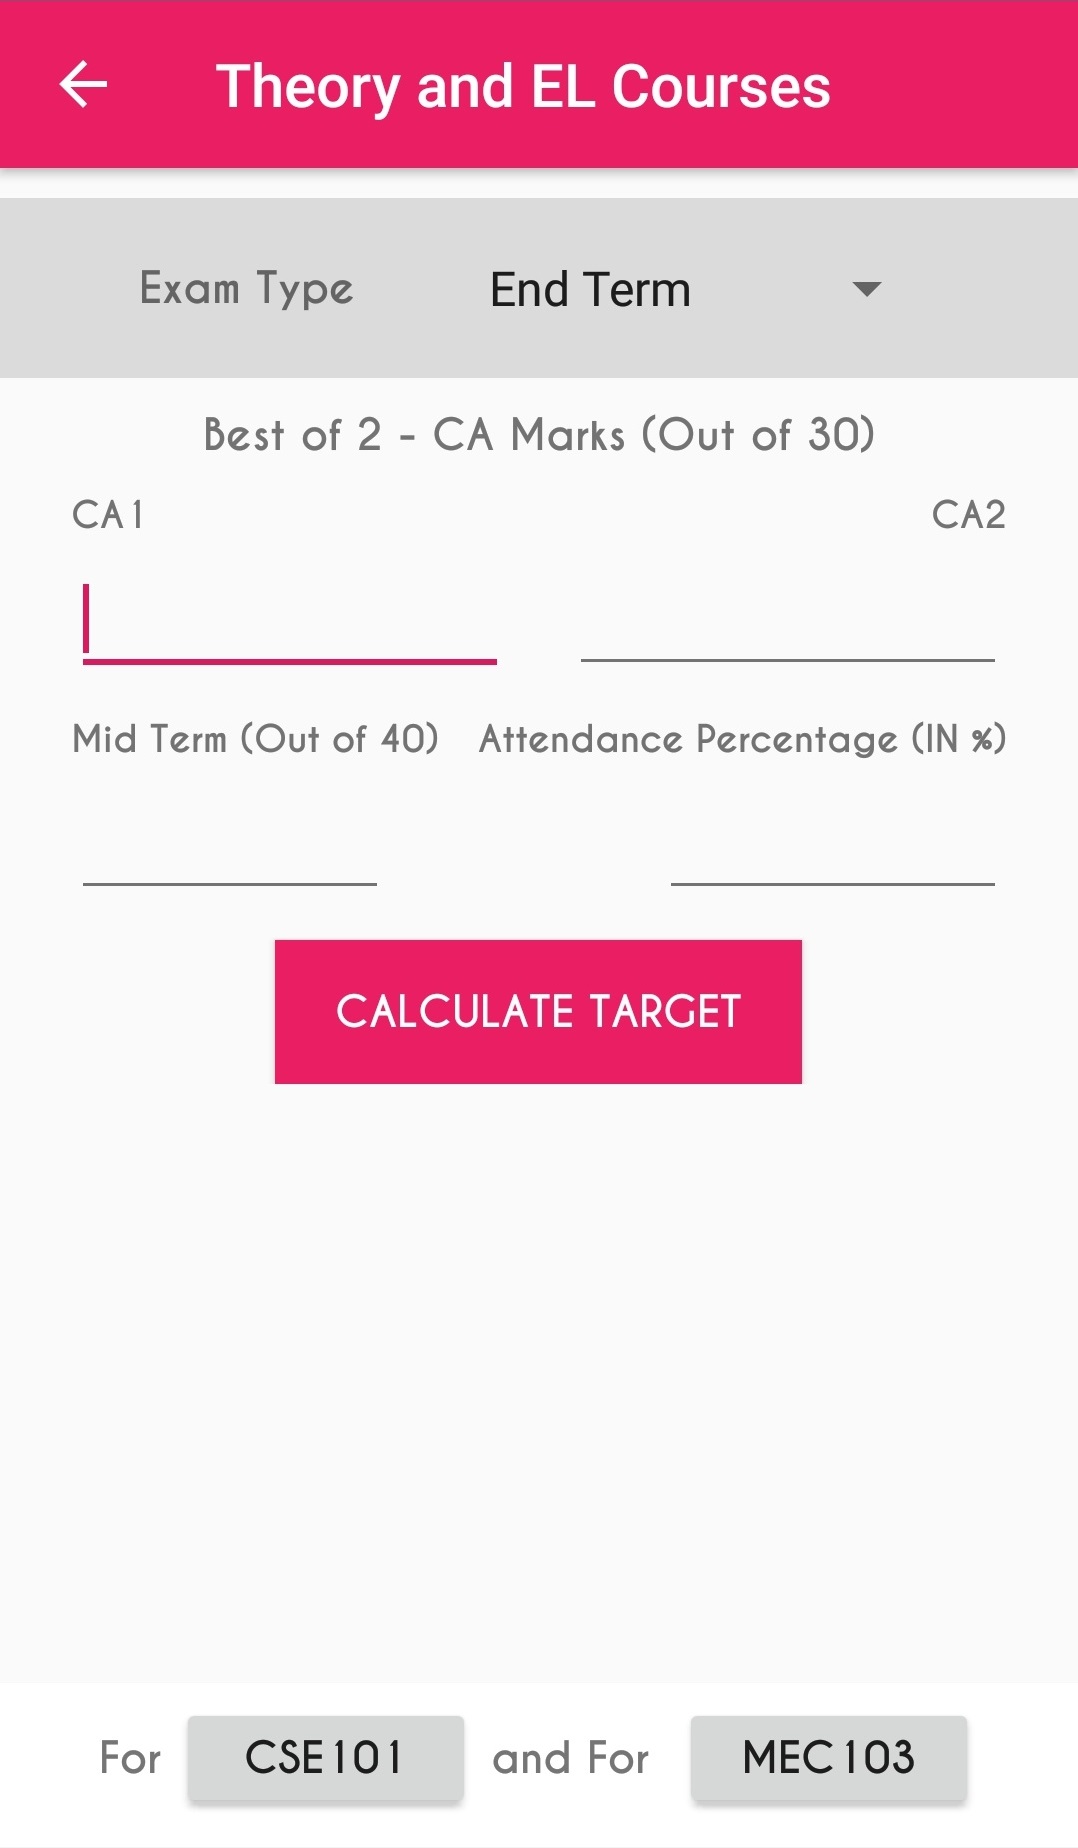 Theory and EL Courses
Exam Type End Term
Best of 2 - CA Marks (Out of 30)
CA1 CA2
Mid Term (Out of 40) Attendance Percentage (IN %)
CALCULATE TARGET
For CSE101 and For MEC103